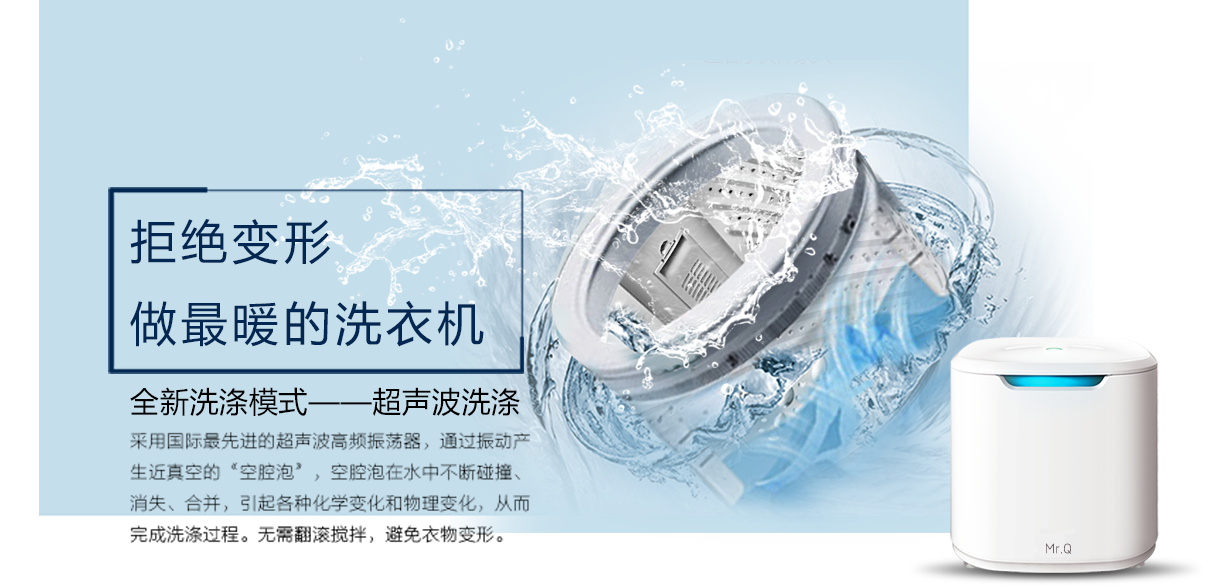 拒绝变形
做最暖的洗衣机
全新洗涤模式——超声波洗涤
采用国际最先进的超声波高频振荡器，通过振动产
生近真空的“空腔泡”，空腔泡在水中不断碰撞、
消失、合并，引起各种化学变化和物理变化，从而
完成洗涤过程。无需翻滚搅拌，避免衣物变形。
Mr.Q